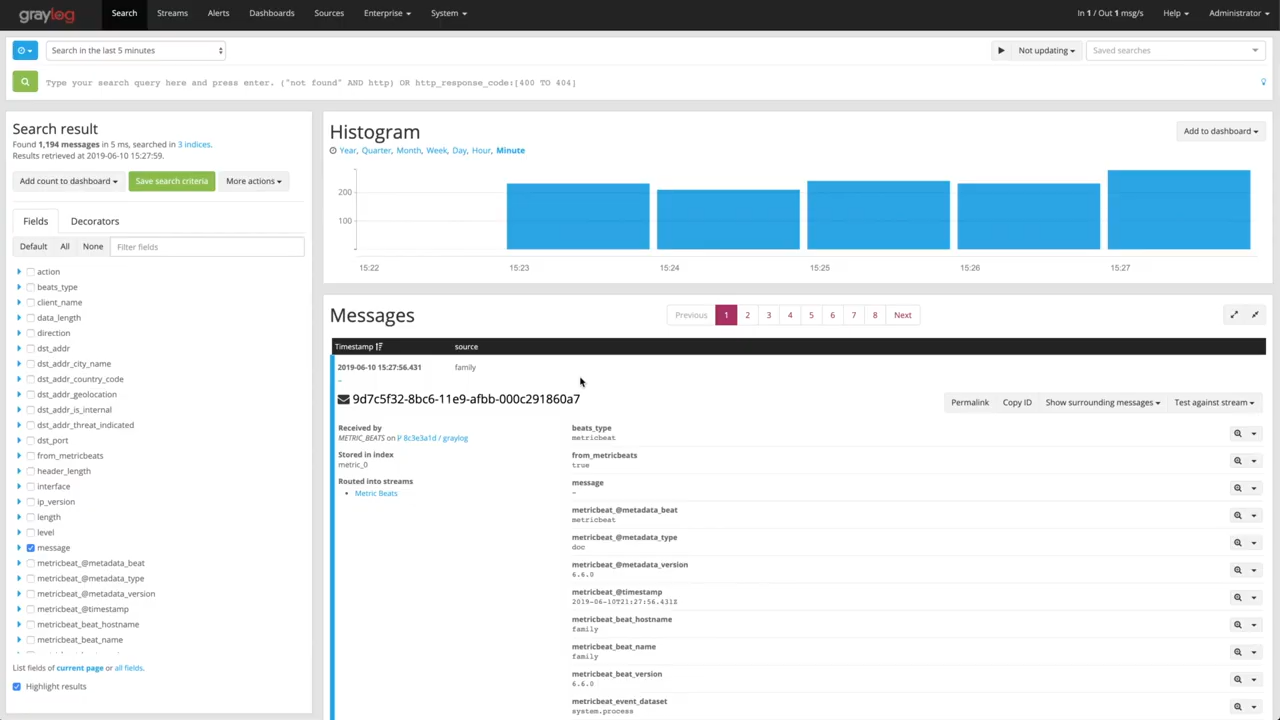 graylog Search Streams Alerts Dashboards Sources Enterprise System In 1 / Out 1 msg/s Help Administrator
Search in the last 5 minutes Not updating Saved searches
Type your search query here and press enter. ("not found" AND http) OR http_response_code:[400 TO 404]
Search result
Found 1,194 messages in 5 ms, searched in 3 indices.
Results retrieved at 2019-06-10 15:27:59.
Add count to dashboard Save search criteria More actions
Fields Decorators
Default All None Filter fields
action
beats_type
client_name
data_length
direction
dst_addr
dst_addr_city_name
dst_addr_country_code
dst_addr_geolocation
dst_addr_is_internal
dst_addr_threat_indicated
dst_port
from_metricbeats
header_length
interface
ip_version
length
level
message
metricbeat_@metadata_beat
metricbeat_@metadata_type
metricbeat_@metadata_version
metricbeat_@timestamp
metricbeat_beat_hostname
metricbeat_beat_name
List fields of current page or all fields.
Highlight results
Histogram Add to dashboard
Year, Quarter, Month, Week, Day, Hour, Minute
200
100
15:22 15:23 15:24 15:25 15:26 15:27
Messages Previous 1 2 3 4 5 6 7 8 Next
Timestamp source
2019-06-10 15:27:56.431 family
–
9d7c5f32-8bc6-11e9-afbb-000c291860a7 Permalink Copy ID Show surrounding messages Test against stream
Received by
METRIC_BEATS on 8c3e3a1d / graylog
Stored in index
metric_0
Routed into streams
• Metric Beats
beats_type
metricbeat
from_metricbeats
true
message
–
metricbeat_@metadata_beat
metricbeat
metricbeat_@metadata_type
doc
metricbeat_@metadata_version
6.6.0
metricbeat_@timestamp
2019-06-10T21:27:56.431Z
metricbeat_beat_hostname
family
metricbeat_beat_name
family
metricbeat_beat_version
6.6.0
metricbeat_event_dataset
system.process